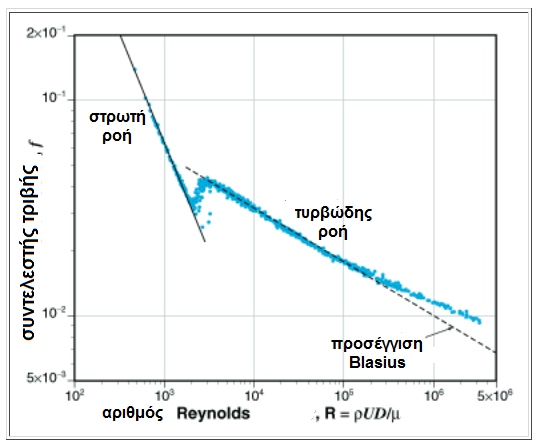 2×10⁻¹
10⁻¹
στρωτή
ροή
συντελεστής τριβής , f
τυρβώδης
ροή
10⁻²
προσέγγιση
Blasius
5×10⁻³
10² 10³ 10⁴ 10⁵ 10⁶ 5×10⁶
αριθμός Reynolds , R = ρUD/μ